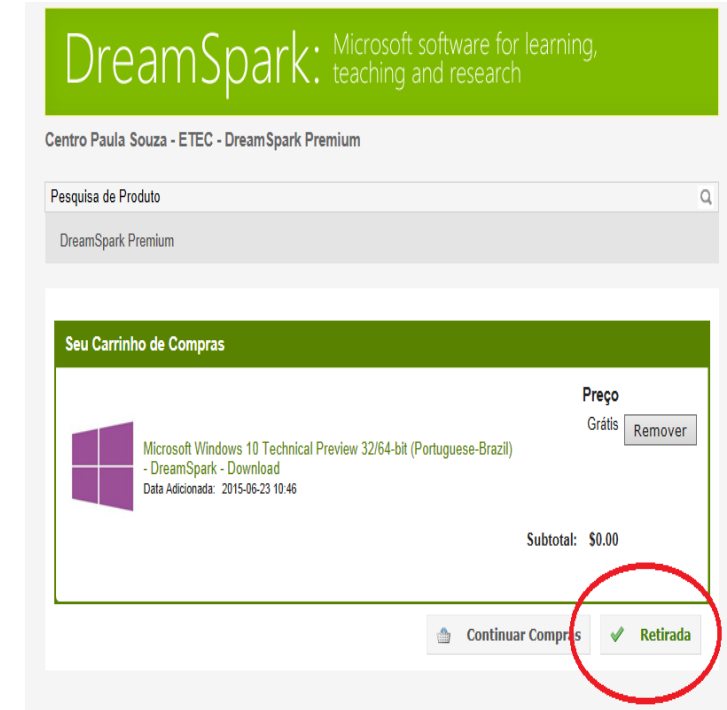 DreamSpark: Microsoft software for learning,
teaching and research
Centro Paula Souza - ETEC - DreamSpark Premium
Pesquisa de Produto
DreamSpark Premium
Seu Carrinho de Compras
Preço
Grátis Remover
Microsoft Windows 10 Technical Preview 32/64-bit (Portuguese-Brazil)
- DreamSpark - Download
Data Adicionada: 2015-06-23 10:46
Subtotal: $0.00
Continuar Compras Retirada